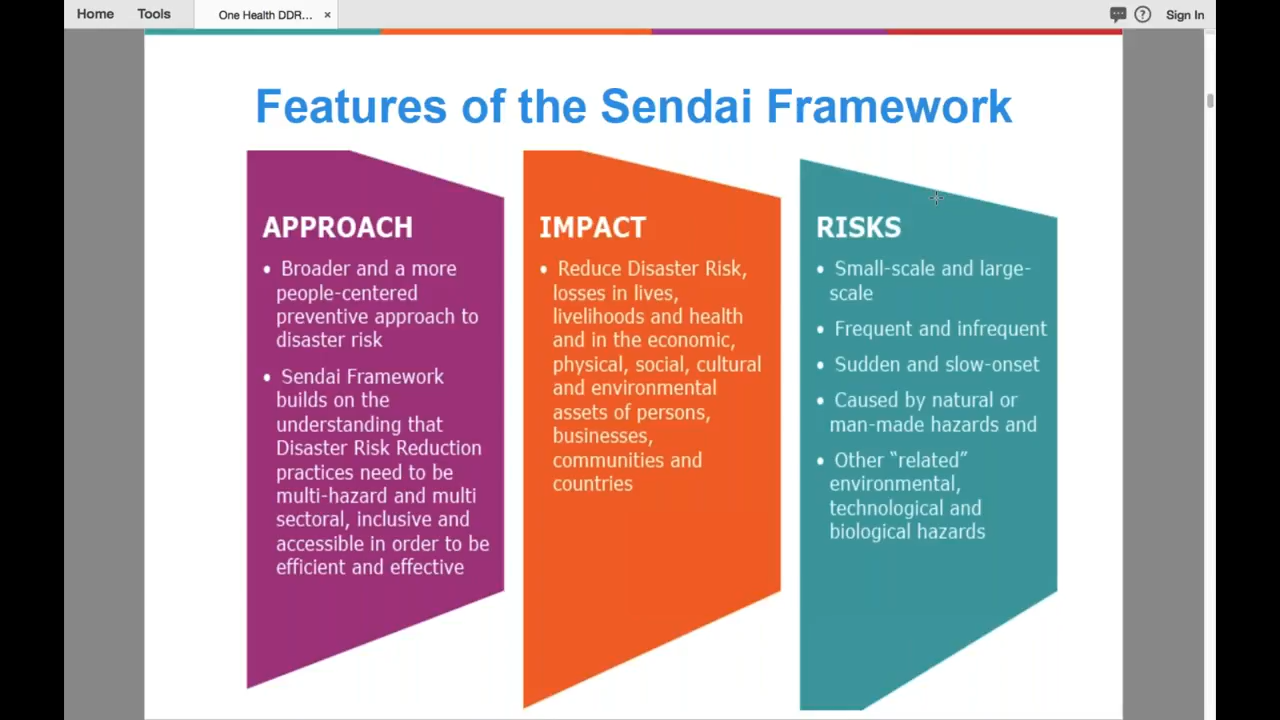 Home Tools One Health DDR... × ? Sign In
Features of the Sendai Framework
APPROACH
• Broader and a more
people-centered
preventive approach to
disaster risk
• Sendai Framework
builds on the
understanding that
Disaster Risk Reduction
practices need to be
multi-hazard and multi
sectoral, inclusive and
accessible in order to be
efficient and effective
IMPACT
• Reduce Disaster Risk,
losses in lives,
livelihoods and health
and in the economic,
physical, social, cultural
and environmental
assets of persons,
businesses,
communities and
countries
RISKS
• Small-scale and large-
scale
• Frequent and infrequent
• Sudden and slow-onset
• Caused by natural or
man-made hazards and
• Other “related”
environmental,
technological and
biological hazards